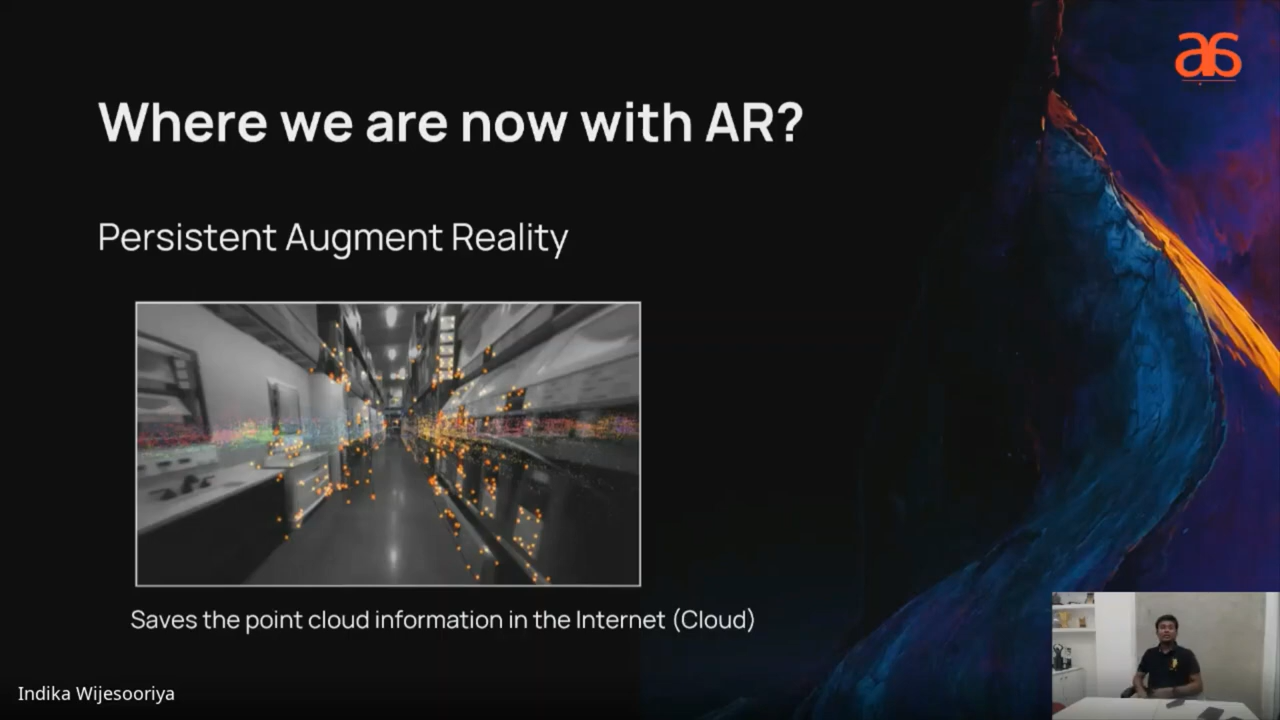 Where we are now with AR?
Persistent Augment Reality
Saves the point cloud information in the Internet (Cloud)
Indika Wijesooriya